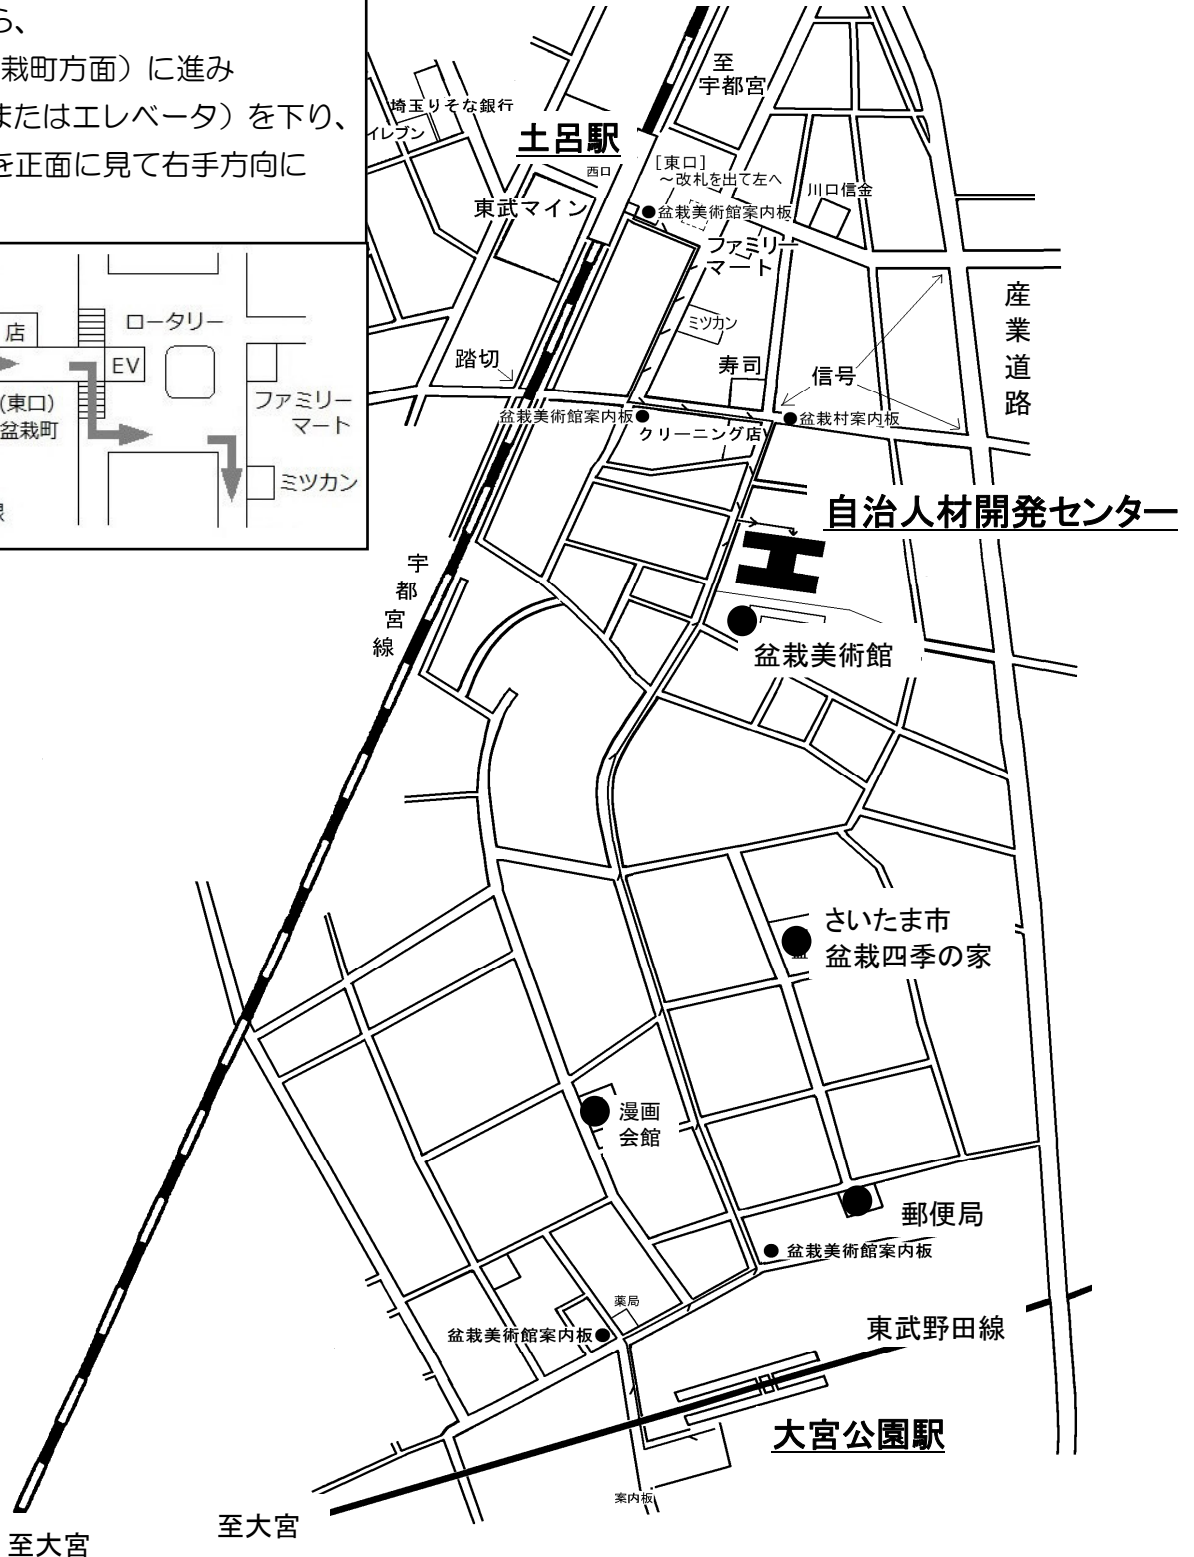 ら、
栽町方面）に進み
またはエレベータ）を下り、
を正面に見て右手方向に
店
ロータリー
EV
(東口)
盆栽町
ファミリー
マート
ミツカン
線
至
宇都宮
埼玉りそな銀行
イレブン
土呂駅
西口
[東口]
～改札を出て左へ
川口信金
東武マイン
●盆栽美術館案内板
ファミリー
マート
ミツカン
産業道路
踏切
寿司
信号
盆栽美術館案内板●
●盆栽村案内板
クリーニング店
自治人材開発センター
宇都宮線
盆栽美術館
さいたま市
盆栽四季の家
漫画
会館
郵便局
● 盆栽美術館案内板
薬局
盆栽美術館案内板●
東武野田線
大宮公園駅
案内板
至大宮
至大宮